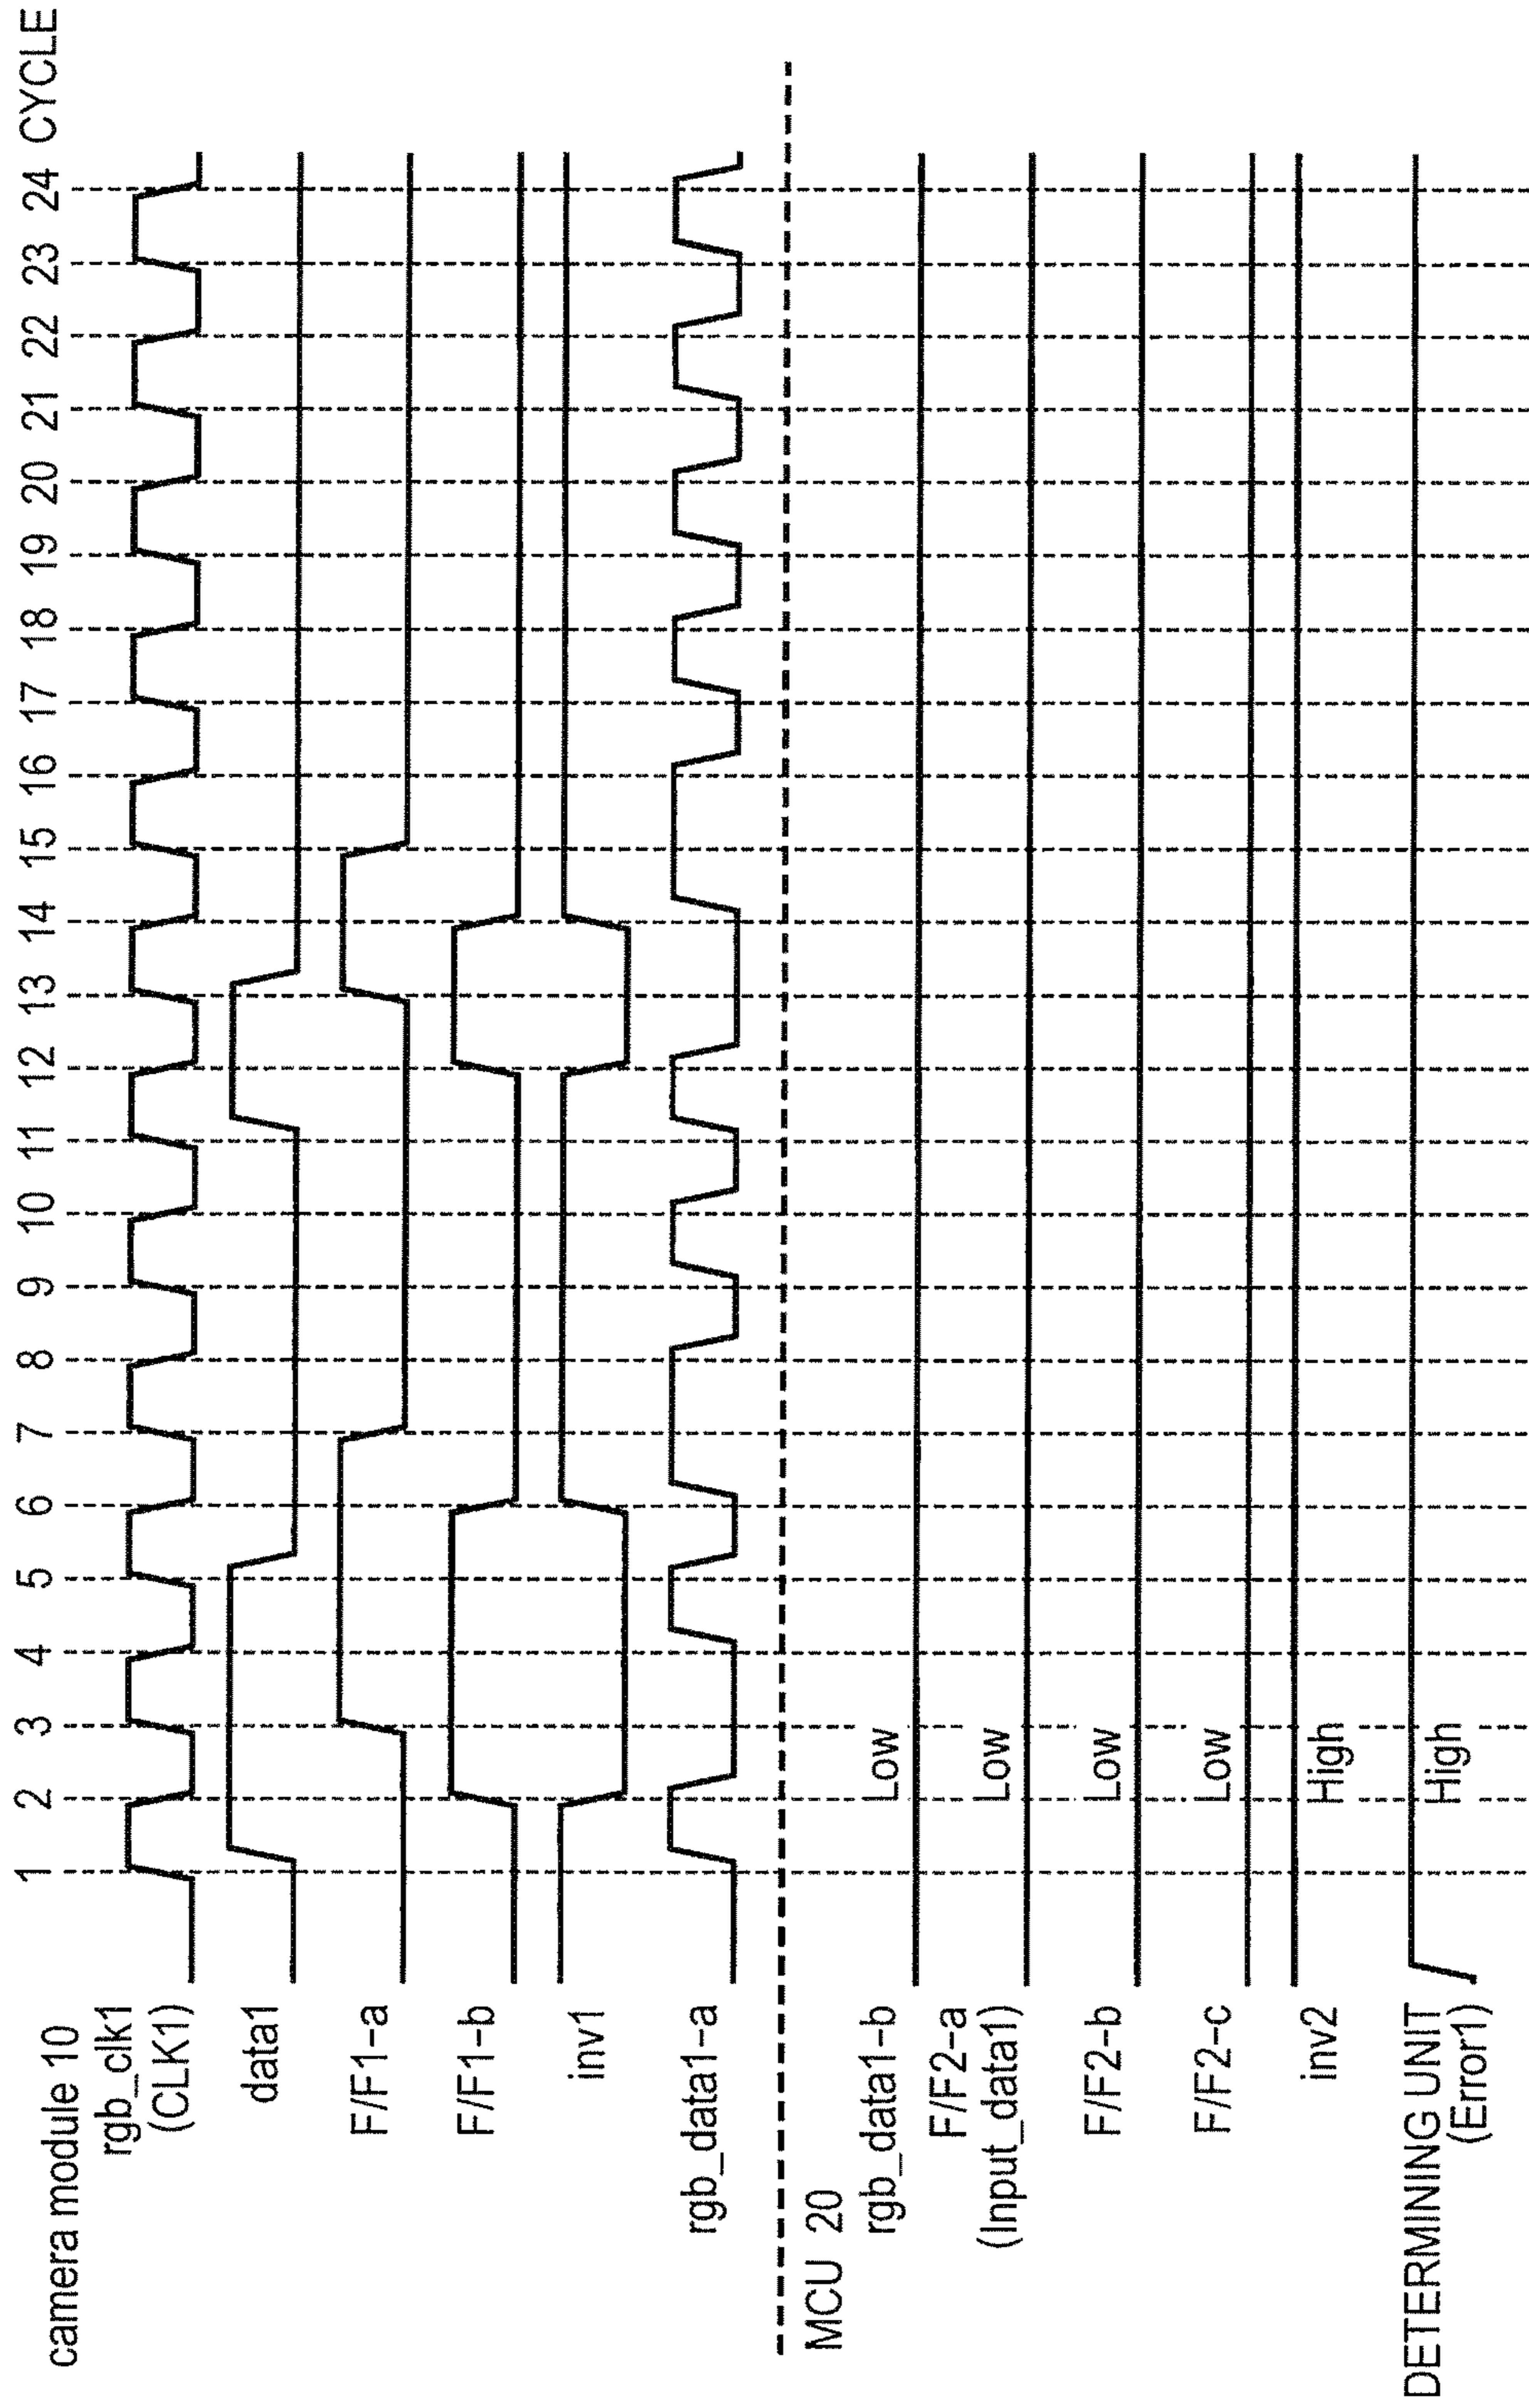 1 2 3 4 5 6 7 8 9 10 11 12 13 14 15 16 17 18 19 20 21 22 23 24 CYCLE
camera module 10
rgb_clk1
(CLK1)
data1
F/F1-a
F/F1-b
inv1
rgb_data1-a
MCU 20
rgb_data1-b
Low
F/F2-a
(Input_data1)
Low
F/F2-b
Low
F/F2-c
Low
inv2
High
DETERMINING UNIT
(Error1)
High